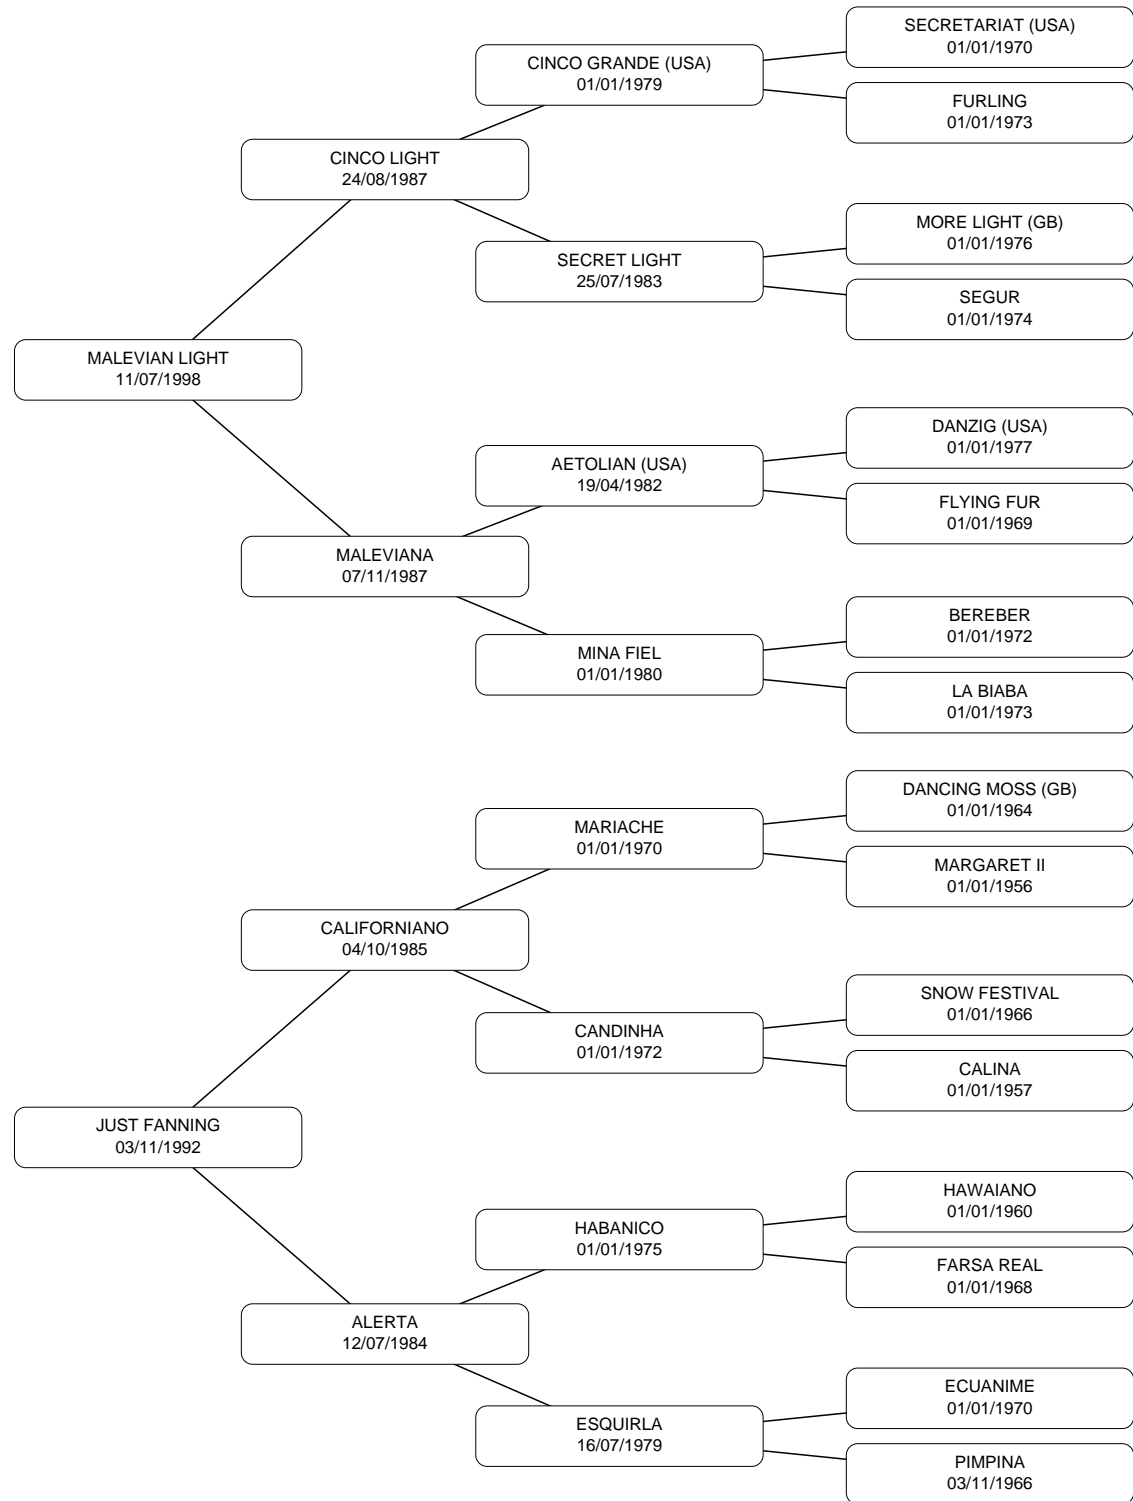 SECRETARIAT (USA)
01/01/1970
CINCO GRANDE (USA)
01/01/1979
FURLING
01/01/1973
CINCO LIGHT
24/08/1987
MORE LIGHT (GB)
01/01/1976
SECRET LIGHT
25/07/1983
SEGUR
01/01/1974
MALEVIAN LIGHT
11/07/1998
DANZIG (USA)
01/01/1977
AETOLIAN (USA)
19/04/1982
FLYING FUR
01/01/1969
MALEVIANA
07/11/1987
BEREBER
01/01/1972
MINA FIEL
01/01/1980
LA BIABA
01/01/1973
DANCING MOSS (GB)
01/01/1964
MARIACHE
01/01/1970
MARGARET II
01/01/1956
CALIFORNIANO
04/10/1985
SNOW FESTIVAL
01/01/1966
CANDINHA
01/01/1972
CALINA
01/01/1957
JUST FANNING
03/11/1992
HAWAIANO
01/01/1960
HABANICO
01/01/1975
FARSA REAL
01/01/1968
ALERTA
12/07/1984
ECUANIME
01/01/1970
ESQUIRLA
16/07/1979
PIMPINA
03/11/1966